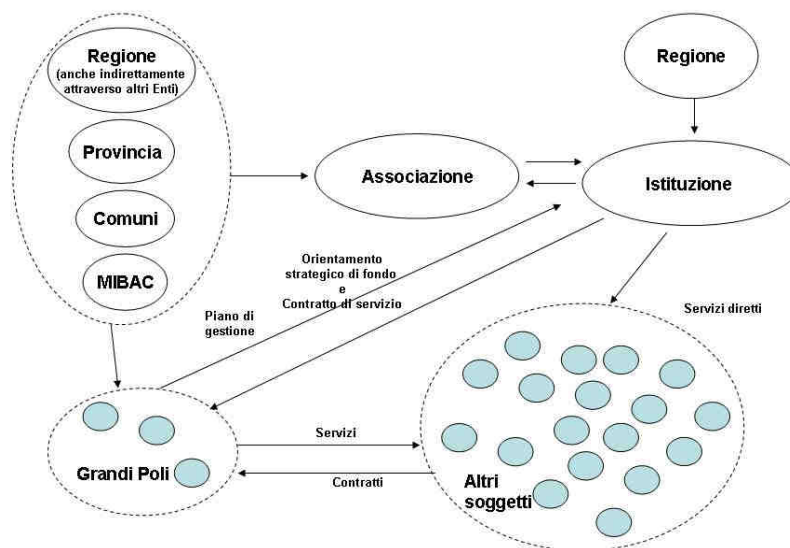 Regione
(anche indirettamente
attraverso altri Enti)
Provincia
Comuni
MIBAC
Associazione
Regione
Istituzione
Orientamento
strategico di fondo
e
Contratto di servizio
Piano di
gestione
Servizi diretti
Grandi Poli
Servizi
Contratti
Altri
soggetti